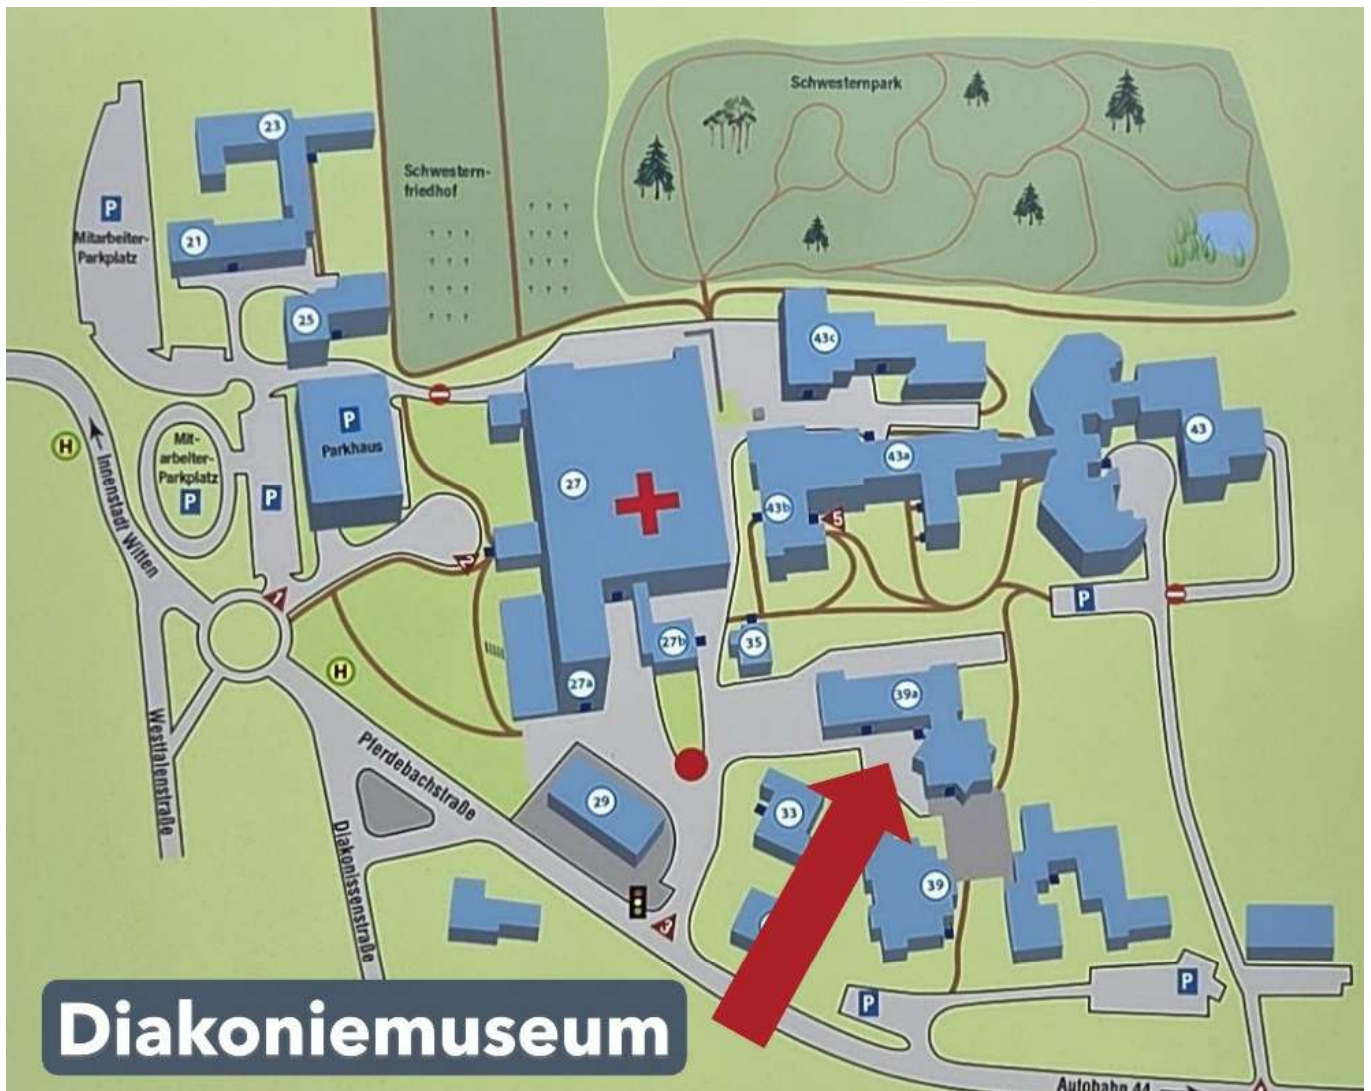 Schwesternpark
23
Schwestern-
friedhof
P
Mitarbeiter-
Parkplatz
21
25
43c
P
Parkhaus
H
Mit-
arbeiter-
Parkplatz
P
P
Innenstadt Witten
27
43a
43
43b
5
2
1
P
27b
35
H
27a
39a
Westfalenstraße
Pferdebachstraße
Diakonissenstraße
29
33
39
3
P
P
Diakoniemuseum
Autobahn 44